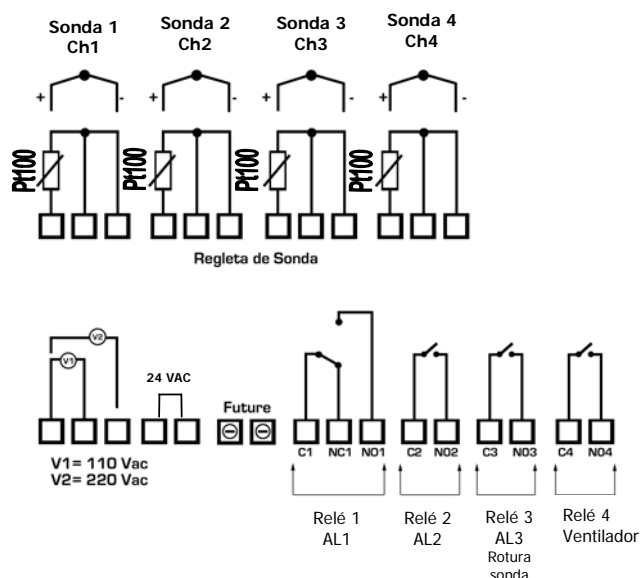 Sonda 1 Sonda 2 Sonda 3 Sonda 4
Ch1 Ch2 Ch3 Ch4
+ - + - + - + -
Pt100 Pt100 Pt100 Pt100
Regleta de Sonda
V2
V1
24 VAC
Future
C1 NC1 NO1 C2 NO2 C3 NO3 C4 NO4
V1= 110 Vac
V2= 220 Vac
Relé 1 Relé 2 Relé 3 Relé 4
AL1 AL2 AL3 Ventilador
Rotura
sonda